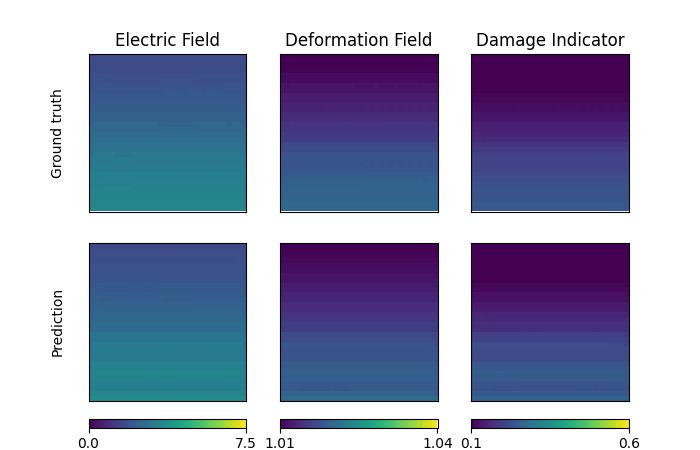 Electric Field Deformation Field Damage Indicator
Ground truth
Prediction
0.0 7.5 1.01 1.04 0.1 0.6